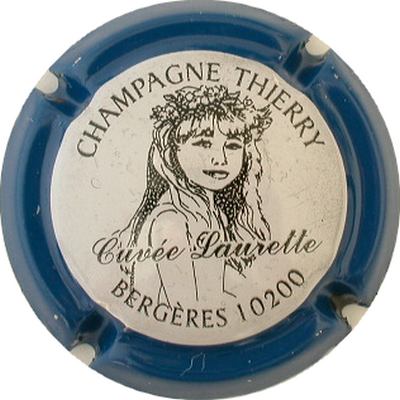 CHAMPAGNE THIERRY
Cuvée Laurette
BERGÈRES 10200